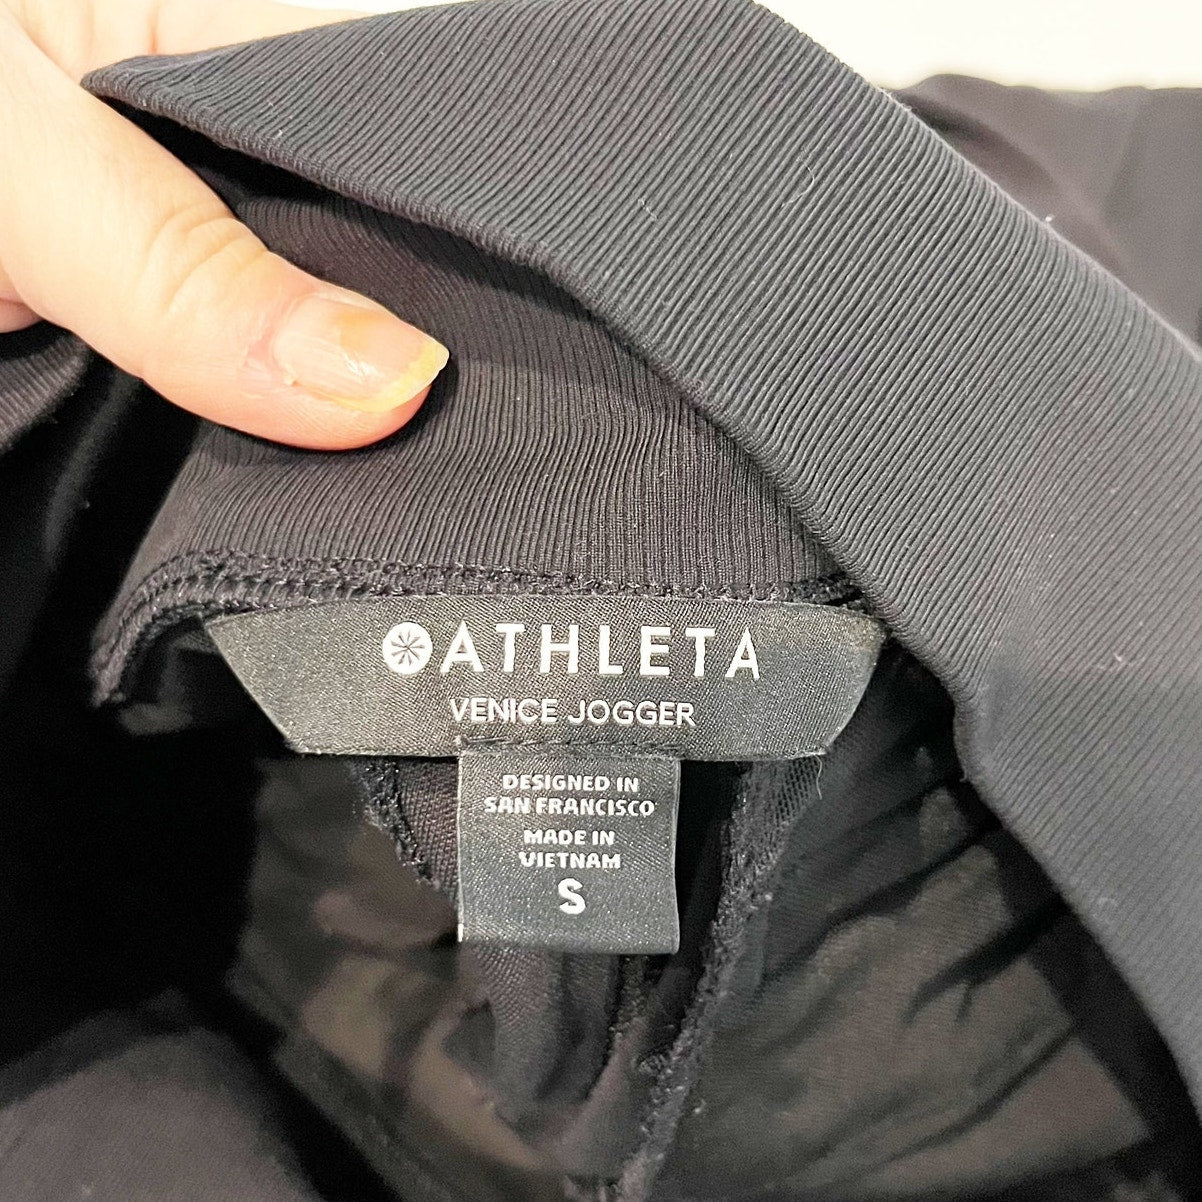 ATHLETA
VENICE JOGGER
DESIGNED IN
SAN FRANCISCO
MADE IN
VIETNAM
S